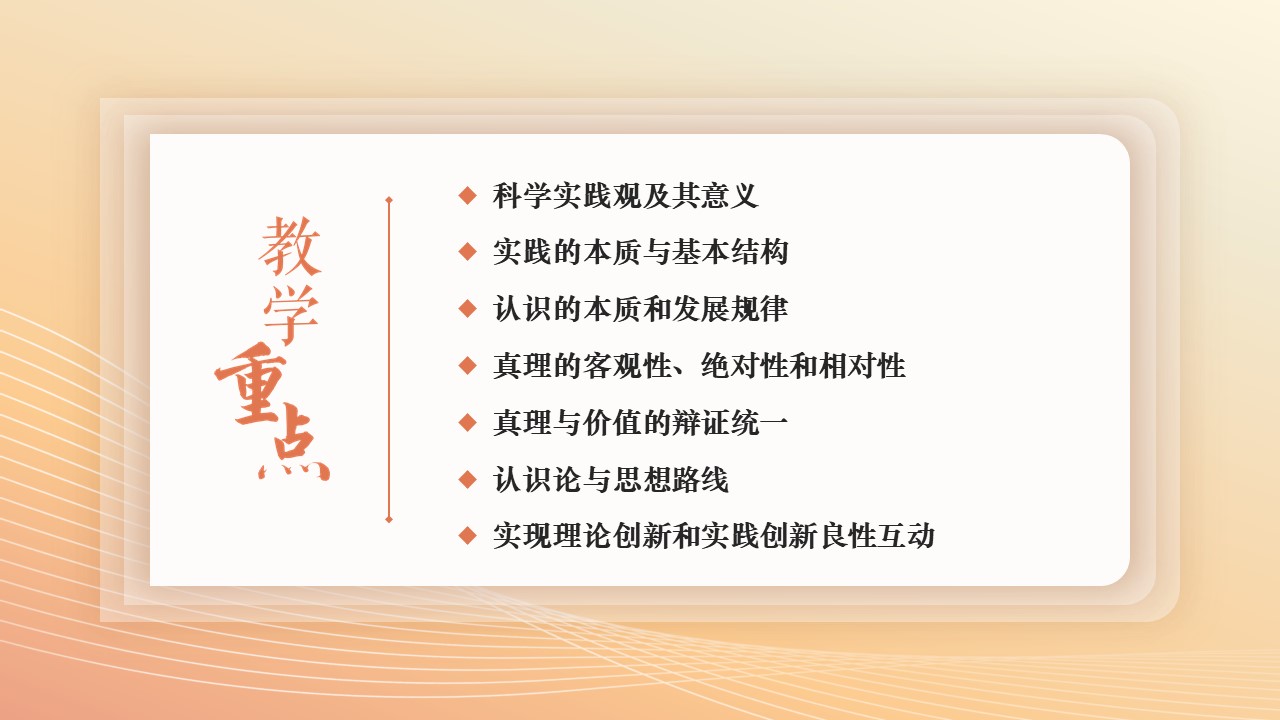 教学重点
科学实践观及其意义
实践的本质与基本结构
认识的本质和发展规律
真理的客观性、绝对性和相对性
真理与价值的辩证统一
认识论与思想路线
实现理论创新和实践创新良性互动